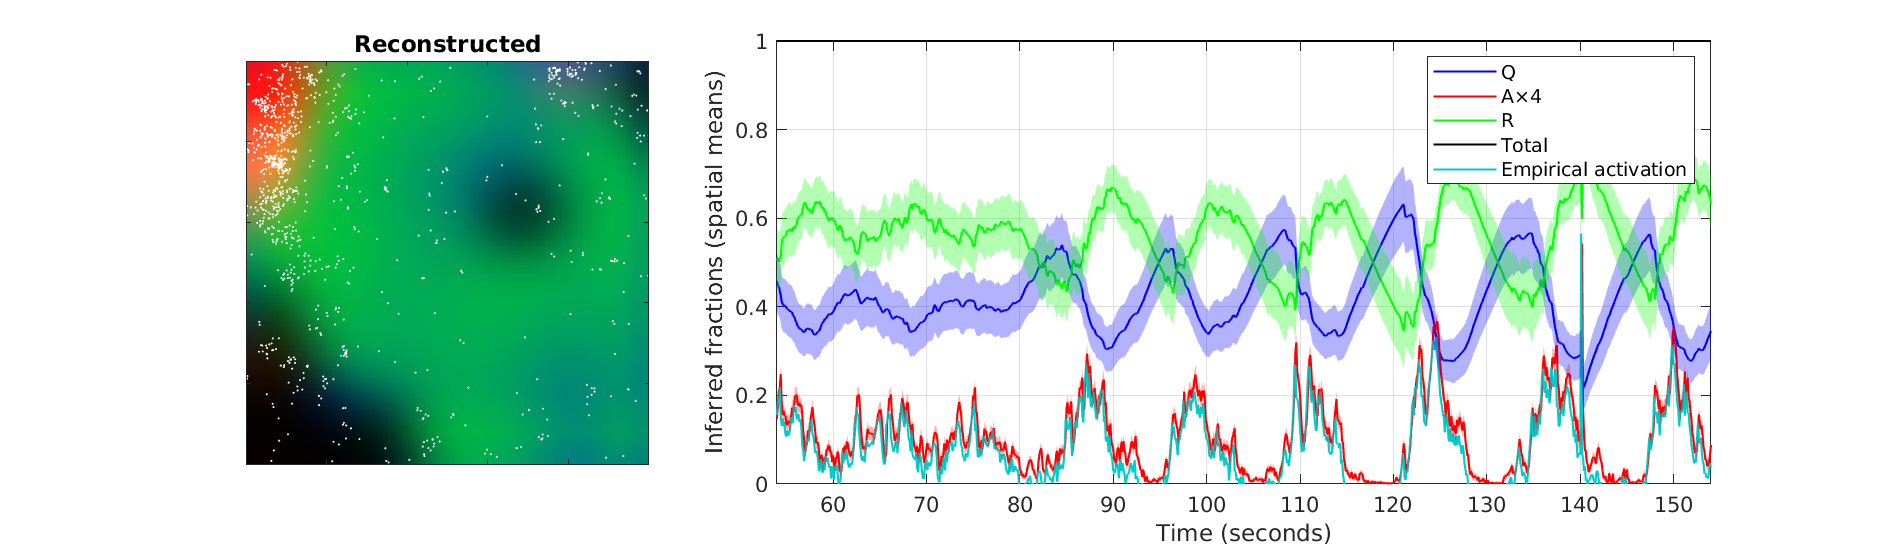 Reconstructed
Inferred fractions (spatial means)
1
0.8
0.6
0.4
0.2
0
Q
A×4
R
Total
Empirical activation
60 70 80 90 100 110 120 130 140 150
Time (seconds)